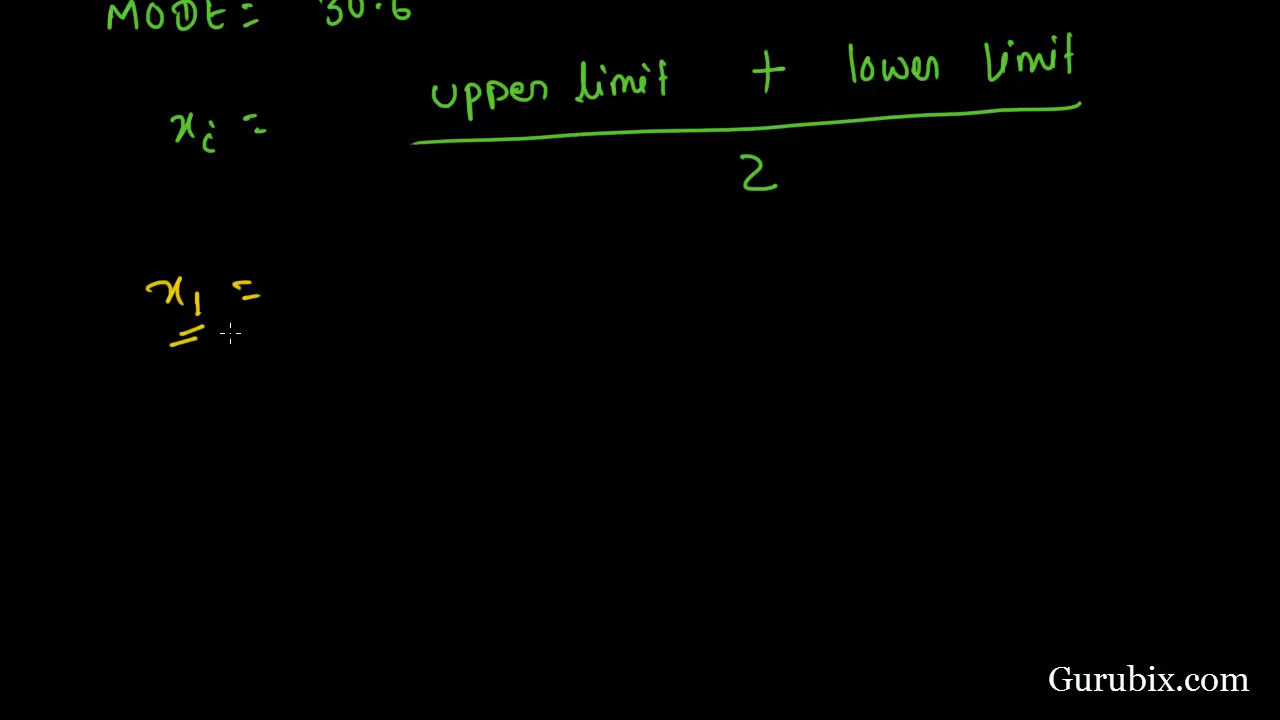 MODE = 30.6
upper limit + lower limit
xi =
2
x1 =
Gurubix.com